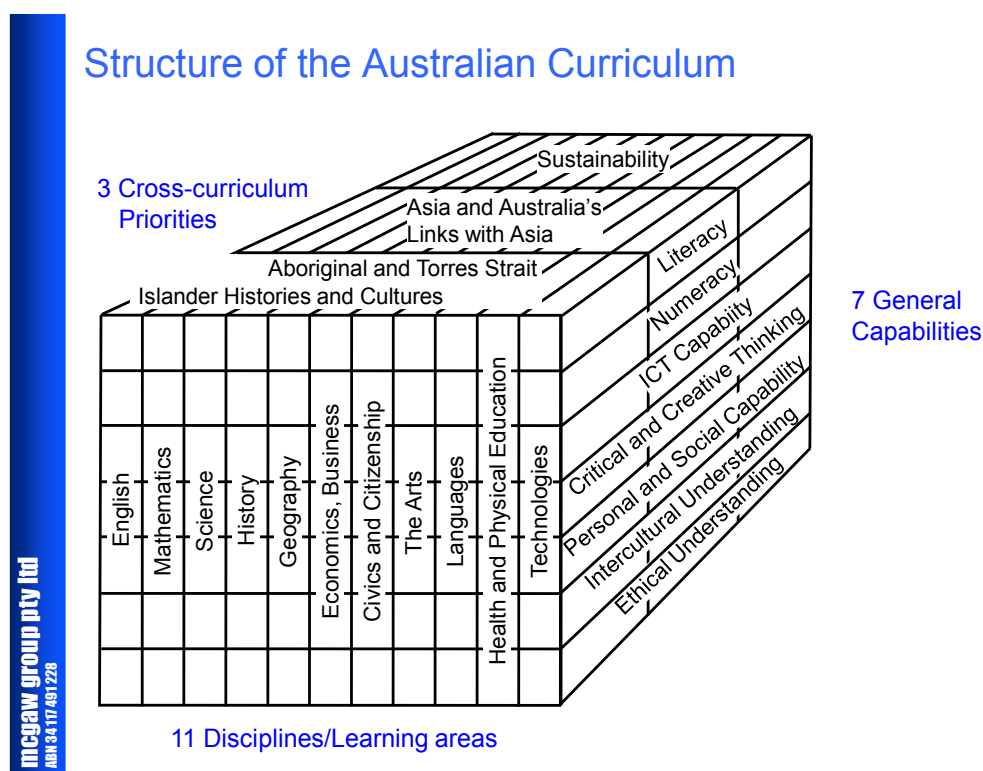 Structure of the Australian Curriculum
3 Cross-curriculum
Priorities
Sustainability
Asia and Australia's
Links with Asia
Aboriginal and Torres Strait
Islander Histories and Cultures
Literacy
Numeracy
ICT Capabiity
Critical and Creative Thinking
Personal and Social Capability
Intercultural Understanding
Ethical Understanding
7 General
Capabilities
English
Mathematics
Science
History
Geography
Economics, Business
Civics and Citizenship
The Arts
Languages
Health and Physical Education
Technologies
11 Disciplines/Learning areas
mcgaw group pty ltd
ABN 34 117 491 228